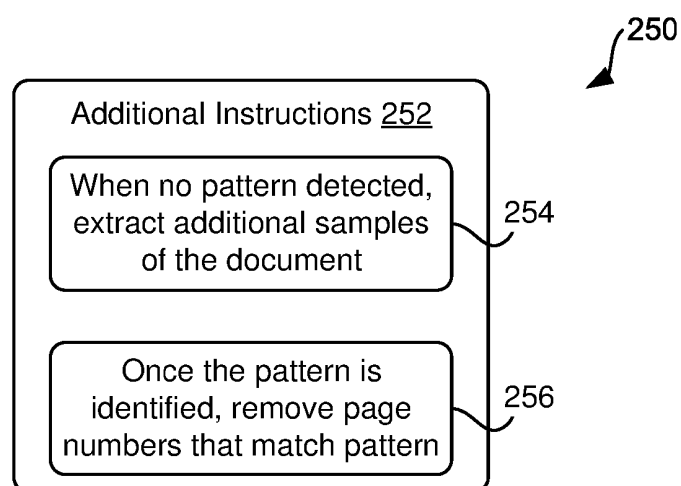 250
Additional Instructions 252
When no pattern detected,
extract additional samples
of the document
254
Once the pattern is
identified, remove page
numbers that match pattern
256